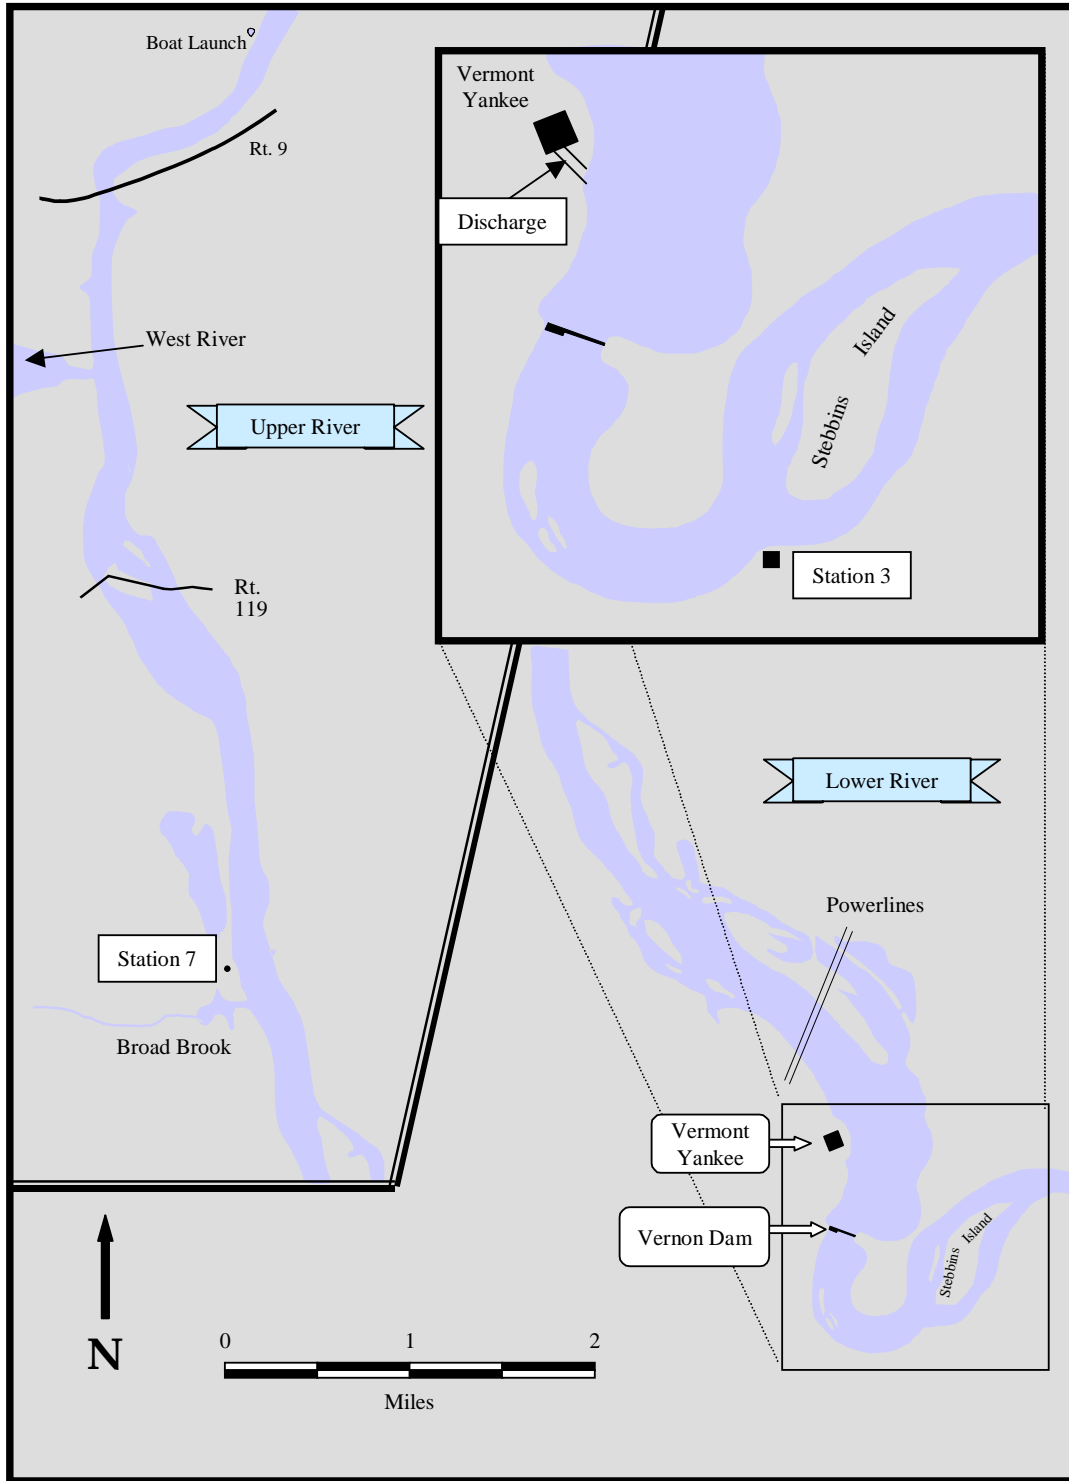 Boat Launch
Rt. 9
West River
Upper River
Rt.
119
Station 7
Broad Brook
Vermont
Yankee
Discharge
Stebbins
Island
Station 3
Lower River
Powerlines
Vermont
Yankee
Vernon Dam
Stebbins
Island
N
0 1 2
Miles